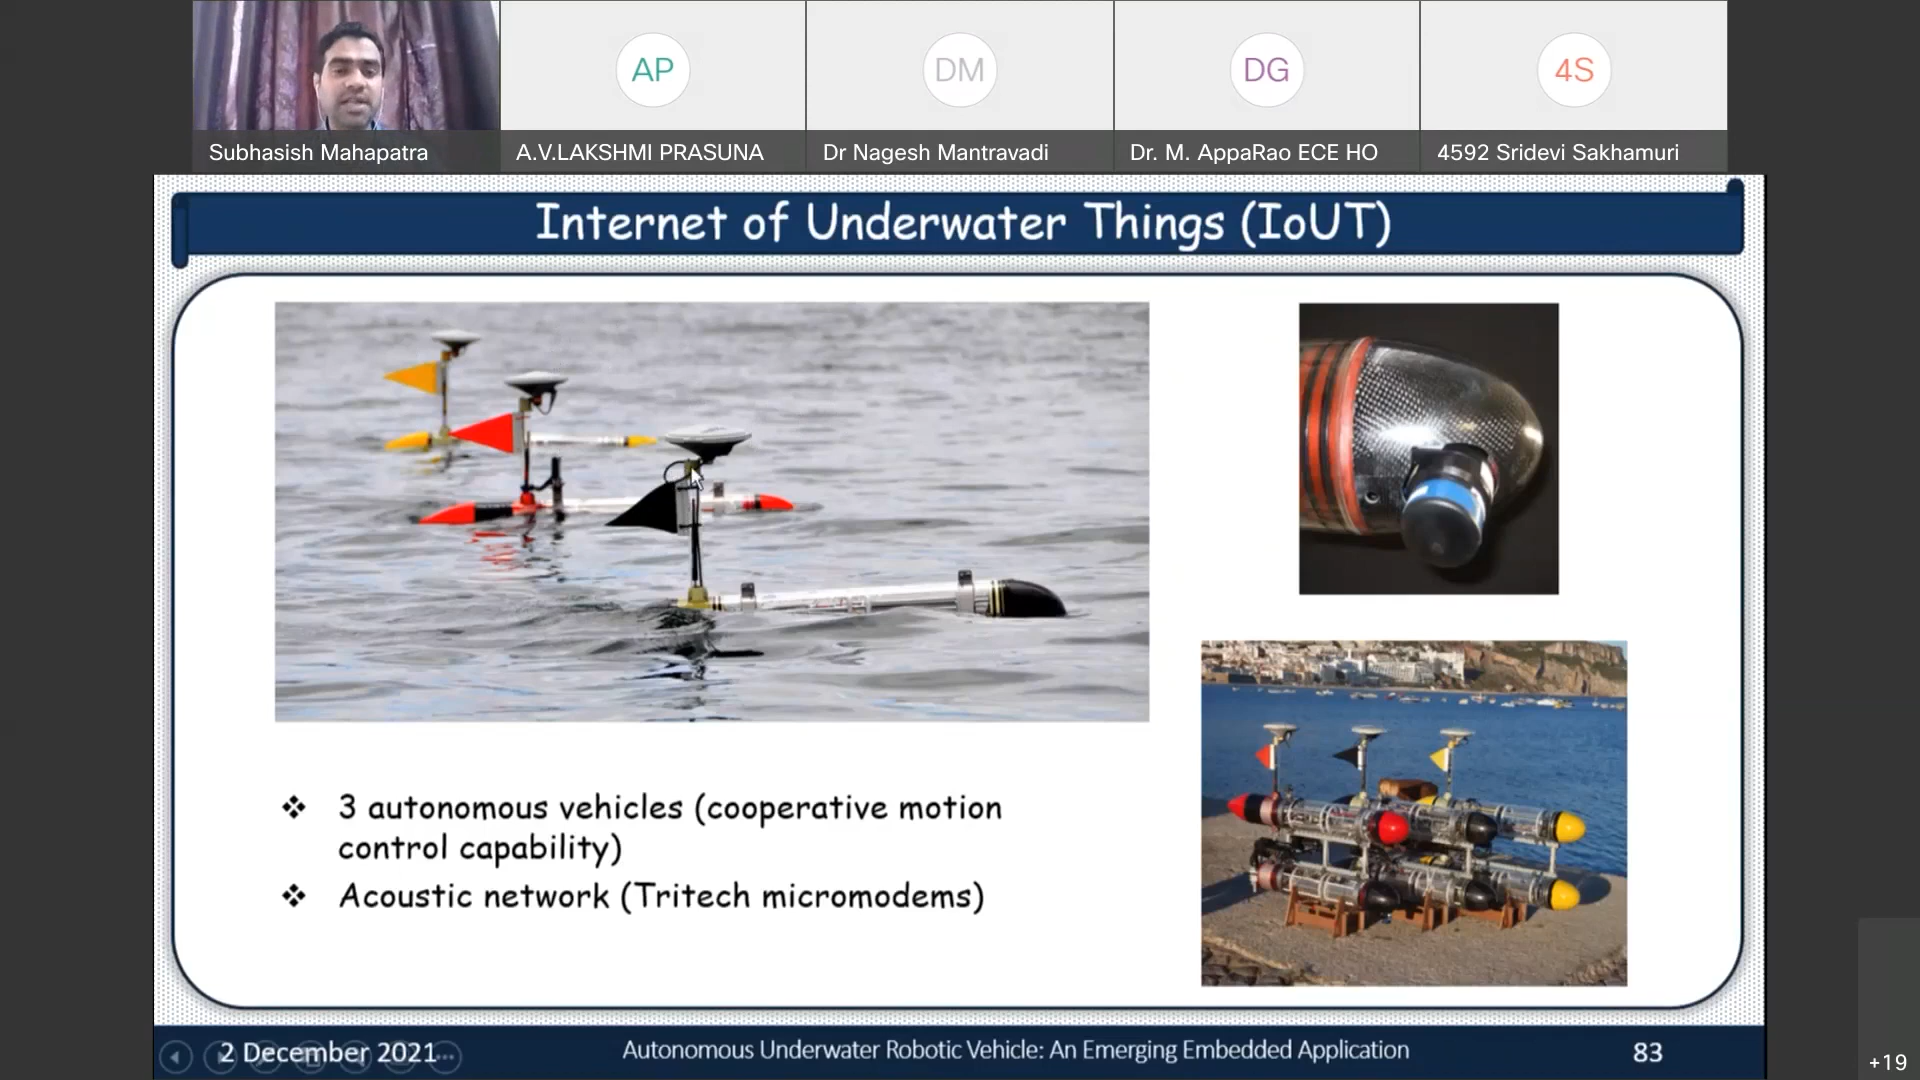 AP
DM
DG
4S
Subhasish Mahapatra
A.V.LAKSHMI PRASUNA
Dr Nagesh Mantravadi
Dr. M. AppaRao ECE HO
4592 Sridevi Sakhamuri
Internet of Underwater Things (IoUT)
❖ 3 autonomous vehicles (cooperative motion
control capability)
❖ Acoustic network (Tritech micromodems)
2 December 2021
Autonomous Underwater Robotic Vehicle: An Emerging Embedded Application
83
+19